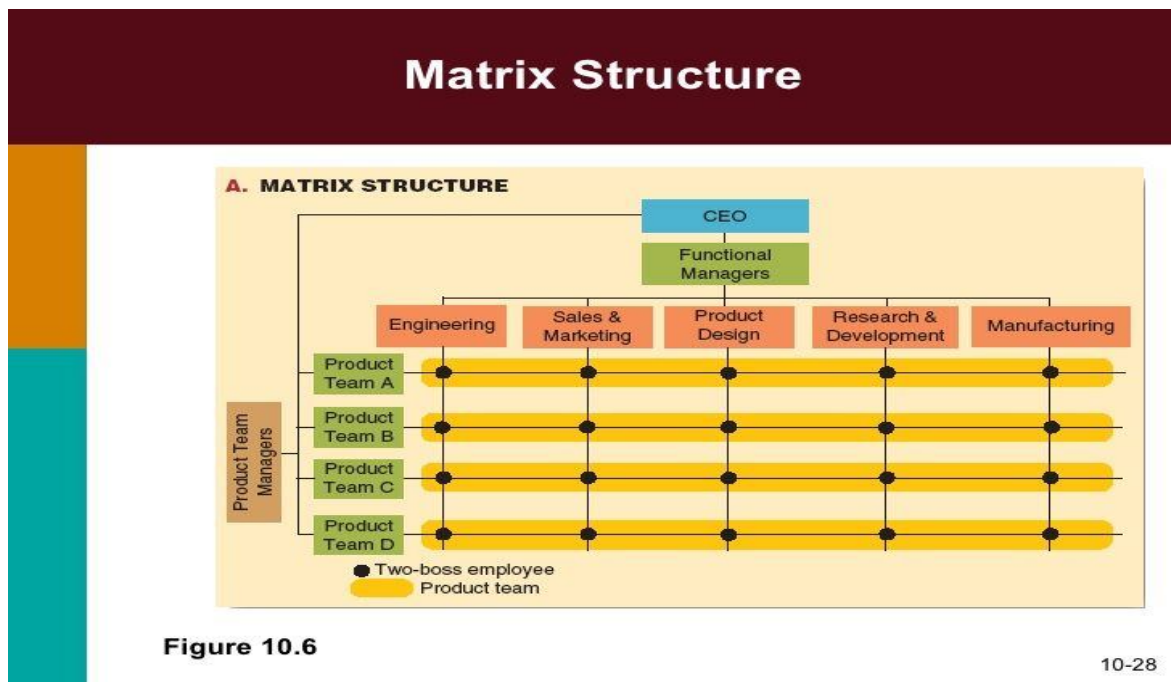 Matrix Structure
A. MATRIX STRUCTURE
CEO
Functional
Managers
Engineering
Sales &
Marketing
Product
Design
Research &
Development
Manufacturing
Product Team
Managers
Product
Team A
Product
Team B
Product
Team C
Product
Team D
Two-boss employee
Product team
Figure 10.6
10-28